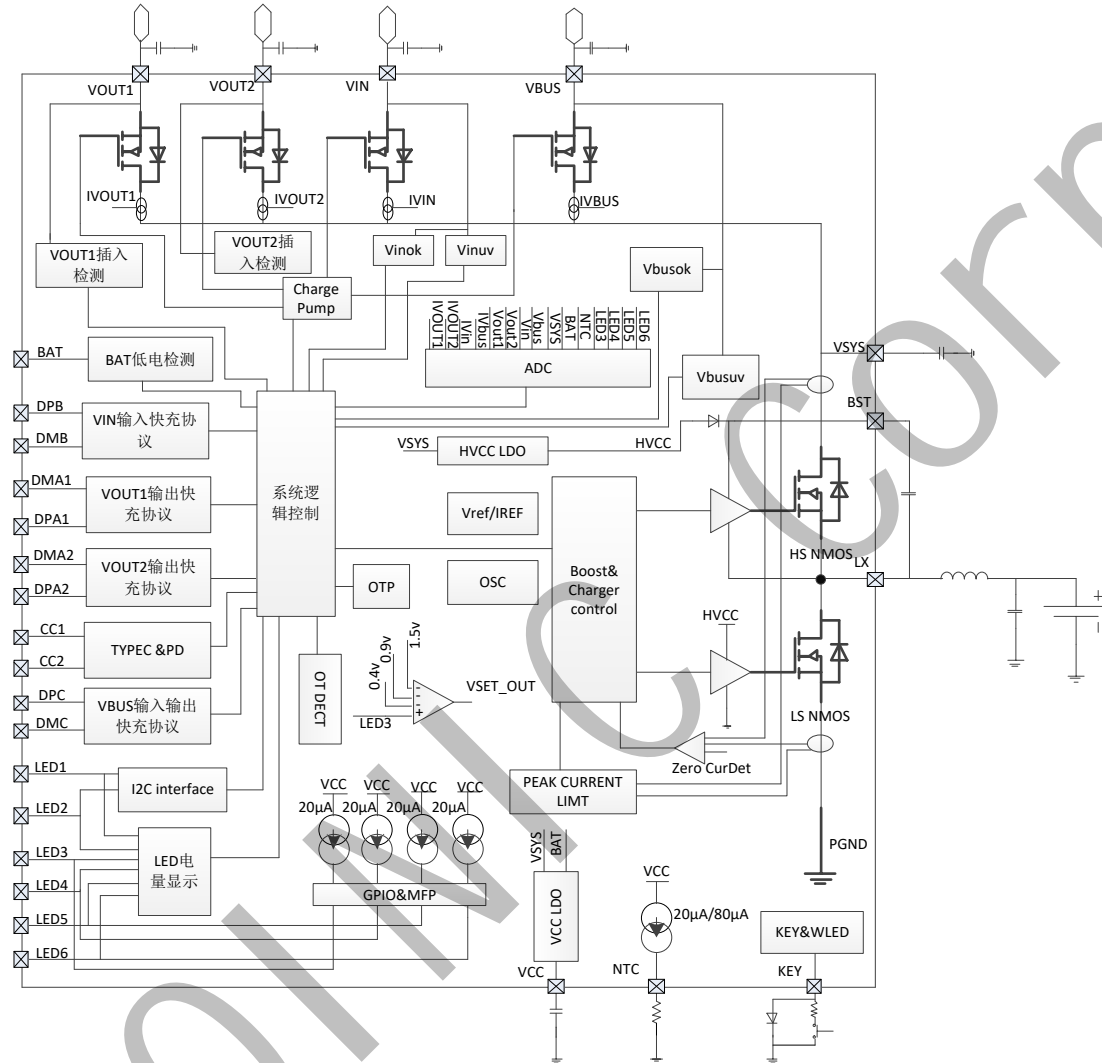 VOUT1
VOUT2
VIN
VBUS
IVOUT1
IVOUT2
IVIN
IVBUS
VOUT1插入
检测
VOUT2插
入检测
Vinok
Vinuv
Vbusok
Charge
Pump
IVOUT1
IVOUT2
IVin
IVbus
Vout1
Vout2
Vin
Vbus
VSYS
BAT
NTC
LED3
LED4
LED5
LED6
ADC
Vbusuv
VSYS
BST
BAT
BAT低电检测
DPB
DMB
VIN输入快充协
议
VSYS
HVCC LDO
HVCC
DMA1
DPA1
VOUT1输出快
充协议
系统逻
辑控制
Vref/IREF
HS NMOS
LX
DMA2
DPA2
VOUT2输出快
充协议
OTP
OSC
Boost&
Charger
control
HVCC
CC1
CC2
TYPEC &PD
OT DECT
0.4v
0.9v
1.5v
LED3
VSET_OUT
DPC
DMC
VBUS输入输出
快充协议
LS NMOS
Zero CurDet
LED1
LED2
LED3
LED4
LED5
LED6
I2C interface
LED电
量显示
VCC
VCC
VCC
VCC
20μA
20μA
20μA
20μA
GPIO&MFP
PEAK CURRENT
LIMT
PGND
VSYS
BAT
VCC LDO
VCC
VCC
20μA/80μA
NTC
KEY&WLED
KEY
+
-
ONIC Corp